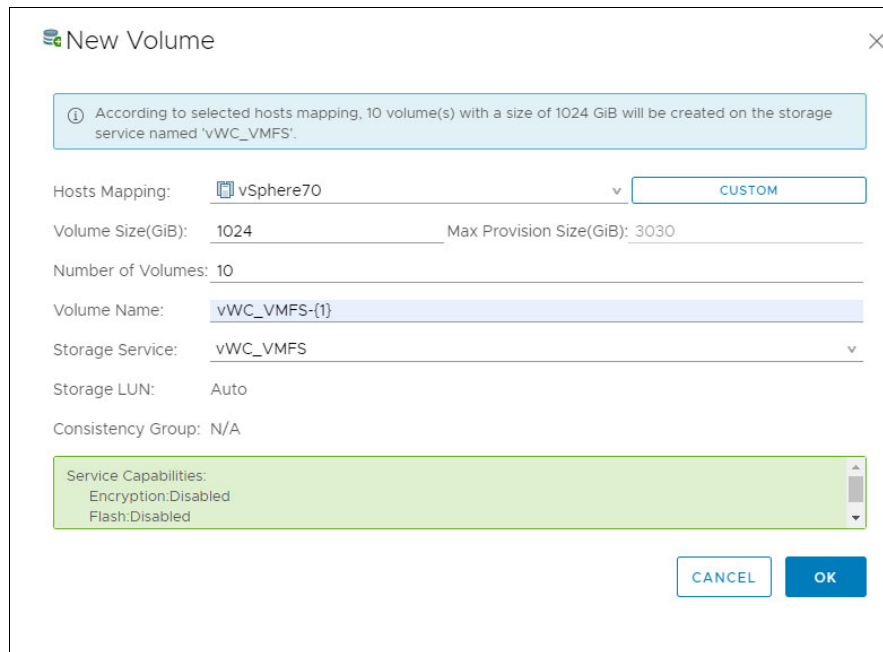 New Volume
According to selected hosts mapping, 10 volume(s) with a size of 1024 GiB will be created on the storage
service named 'vWC_VMFS'.
Hosts Mapping: vSphere70 CUSTOM
Volume Size(GiB): 1024 Max Provision Size(GiB): 3030
Number of Volumes: 10
Volume Name: vWC_VMFS-{1}
Storage Service: vWC_VMFS
Storage LUN: Auto
Consistency Group: N/A
Service Capabilities:
Encryption:Disabled
Flash:Disabled
CANCEL OK